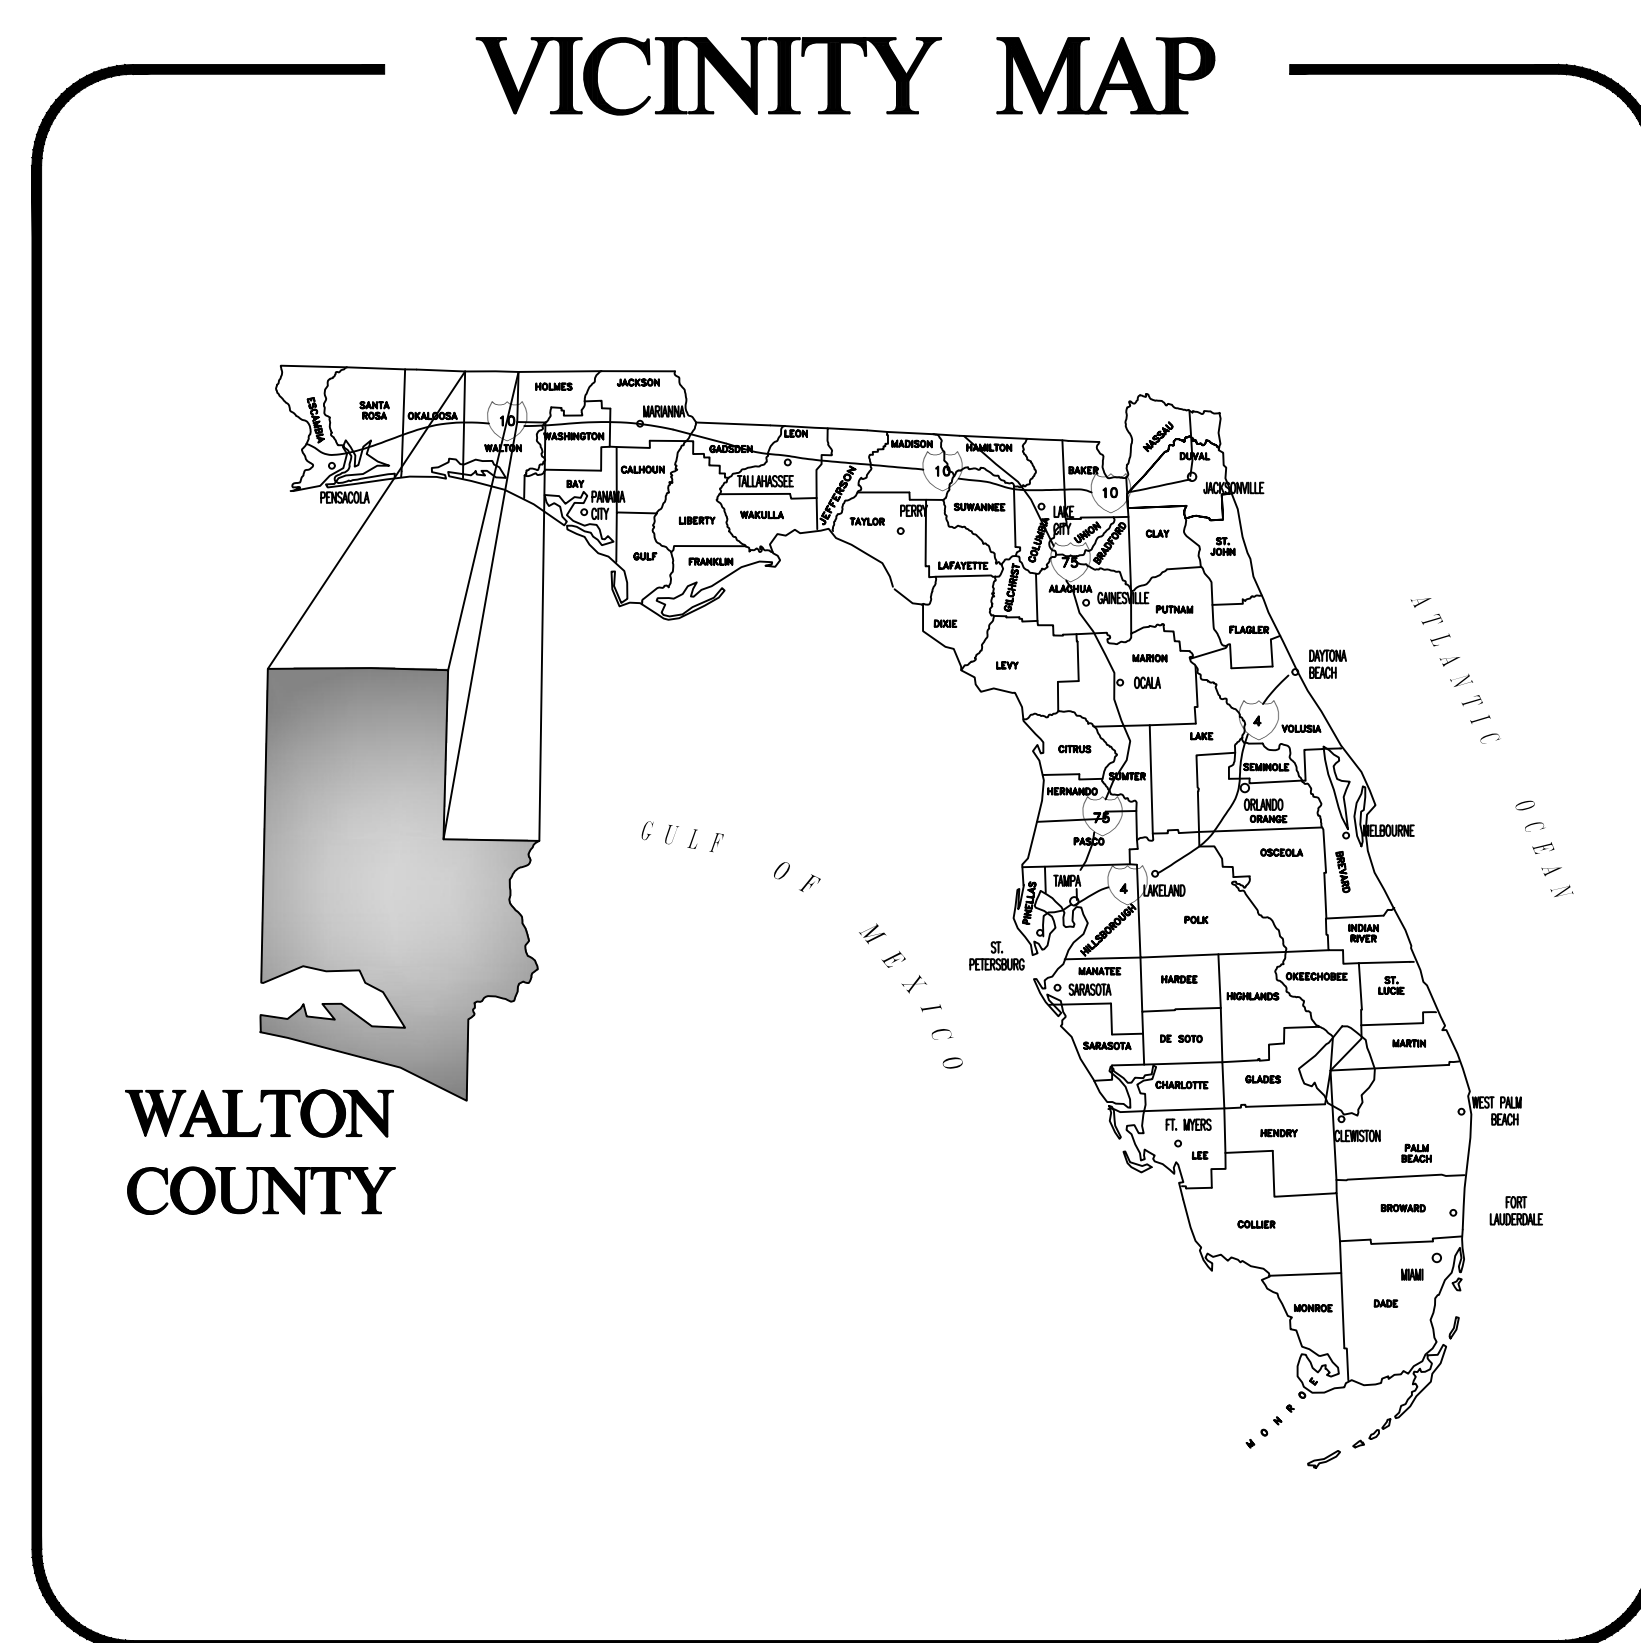 VICINITY MAP
HOLMES
JACKSON
ESCAMBIA
SANTA
ROSA
OKALOOSA
10
MARIANNA
WALTON
WASHINGTON
LEON
GADSDEN
MADISON
HAMILTON
NASSAU
DUVAL
CALHOUN
TALLAHASSEE
JEFFERSON
10
BAKER
10
JACKSONVILLE
PENSACOLA
BAY
PANAMA
CITY
LIBERTY
WAKULLA
TAYLOR
PERRY
SUWANNEE
COLUMBIA
LAKE
CITY
UNION
BRADFORD
CLAY
ST.
JOHN
GULF
FRANKLIN
LAFAYETTE
GILCHRIST
75
ALACHUA
GAINESVILLE
PUTNAM
FLAGLER
DIXIE
LEVY
MARION
OCALA
DAYTONA
BEACH
ATLANTIC OCEAN
CITRUS
LAKE
4
VOLUSIA
SUMTER
SEMINOLE
HERNANDO
75
ORLANDO
ORANGE
MELBOURNE
GULF OF MEXICO
PASCO
OSCEOLA
BREVARD
PINELLAS
TAMPA
4
LAKELAND
HILLSBOROUGH
POLK
INDIAN
RIVER
ST.
PETERSBURG
MANATEE
SARASOTA
HARDEE
HIGHLANDS
OKEECHOBEE
ST.
LUCIE
SARASOTA
DE SOTO
MARTIN
CHARLOTTE
GLADES
WEST PALM
BEACH
FT. MYERS
LEE
HENDRY
CLEWISTON
PALM
BEACH
WALTON
COUNTY
COLLIER
BROWARD
FORT
LAUDERDALE
MIAMI
MONROE
DADE
MONROE